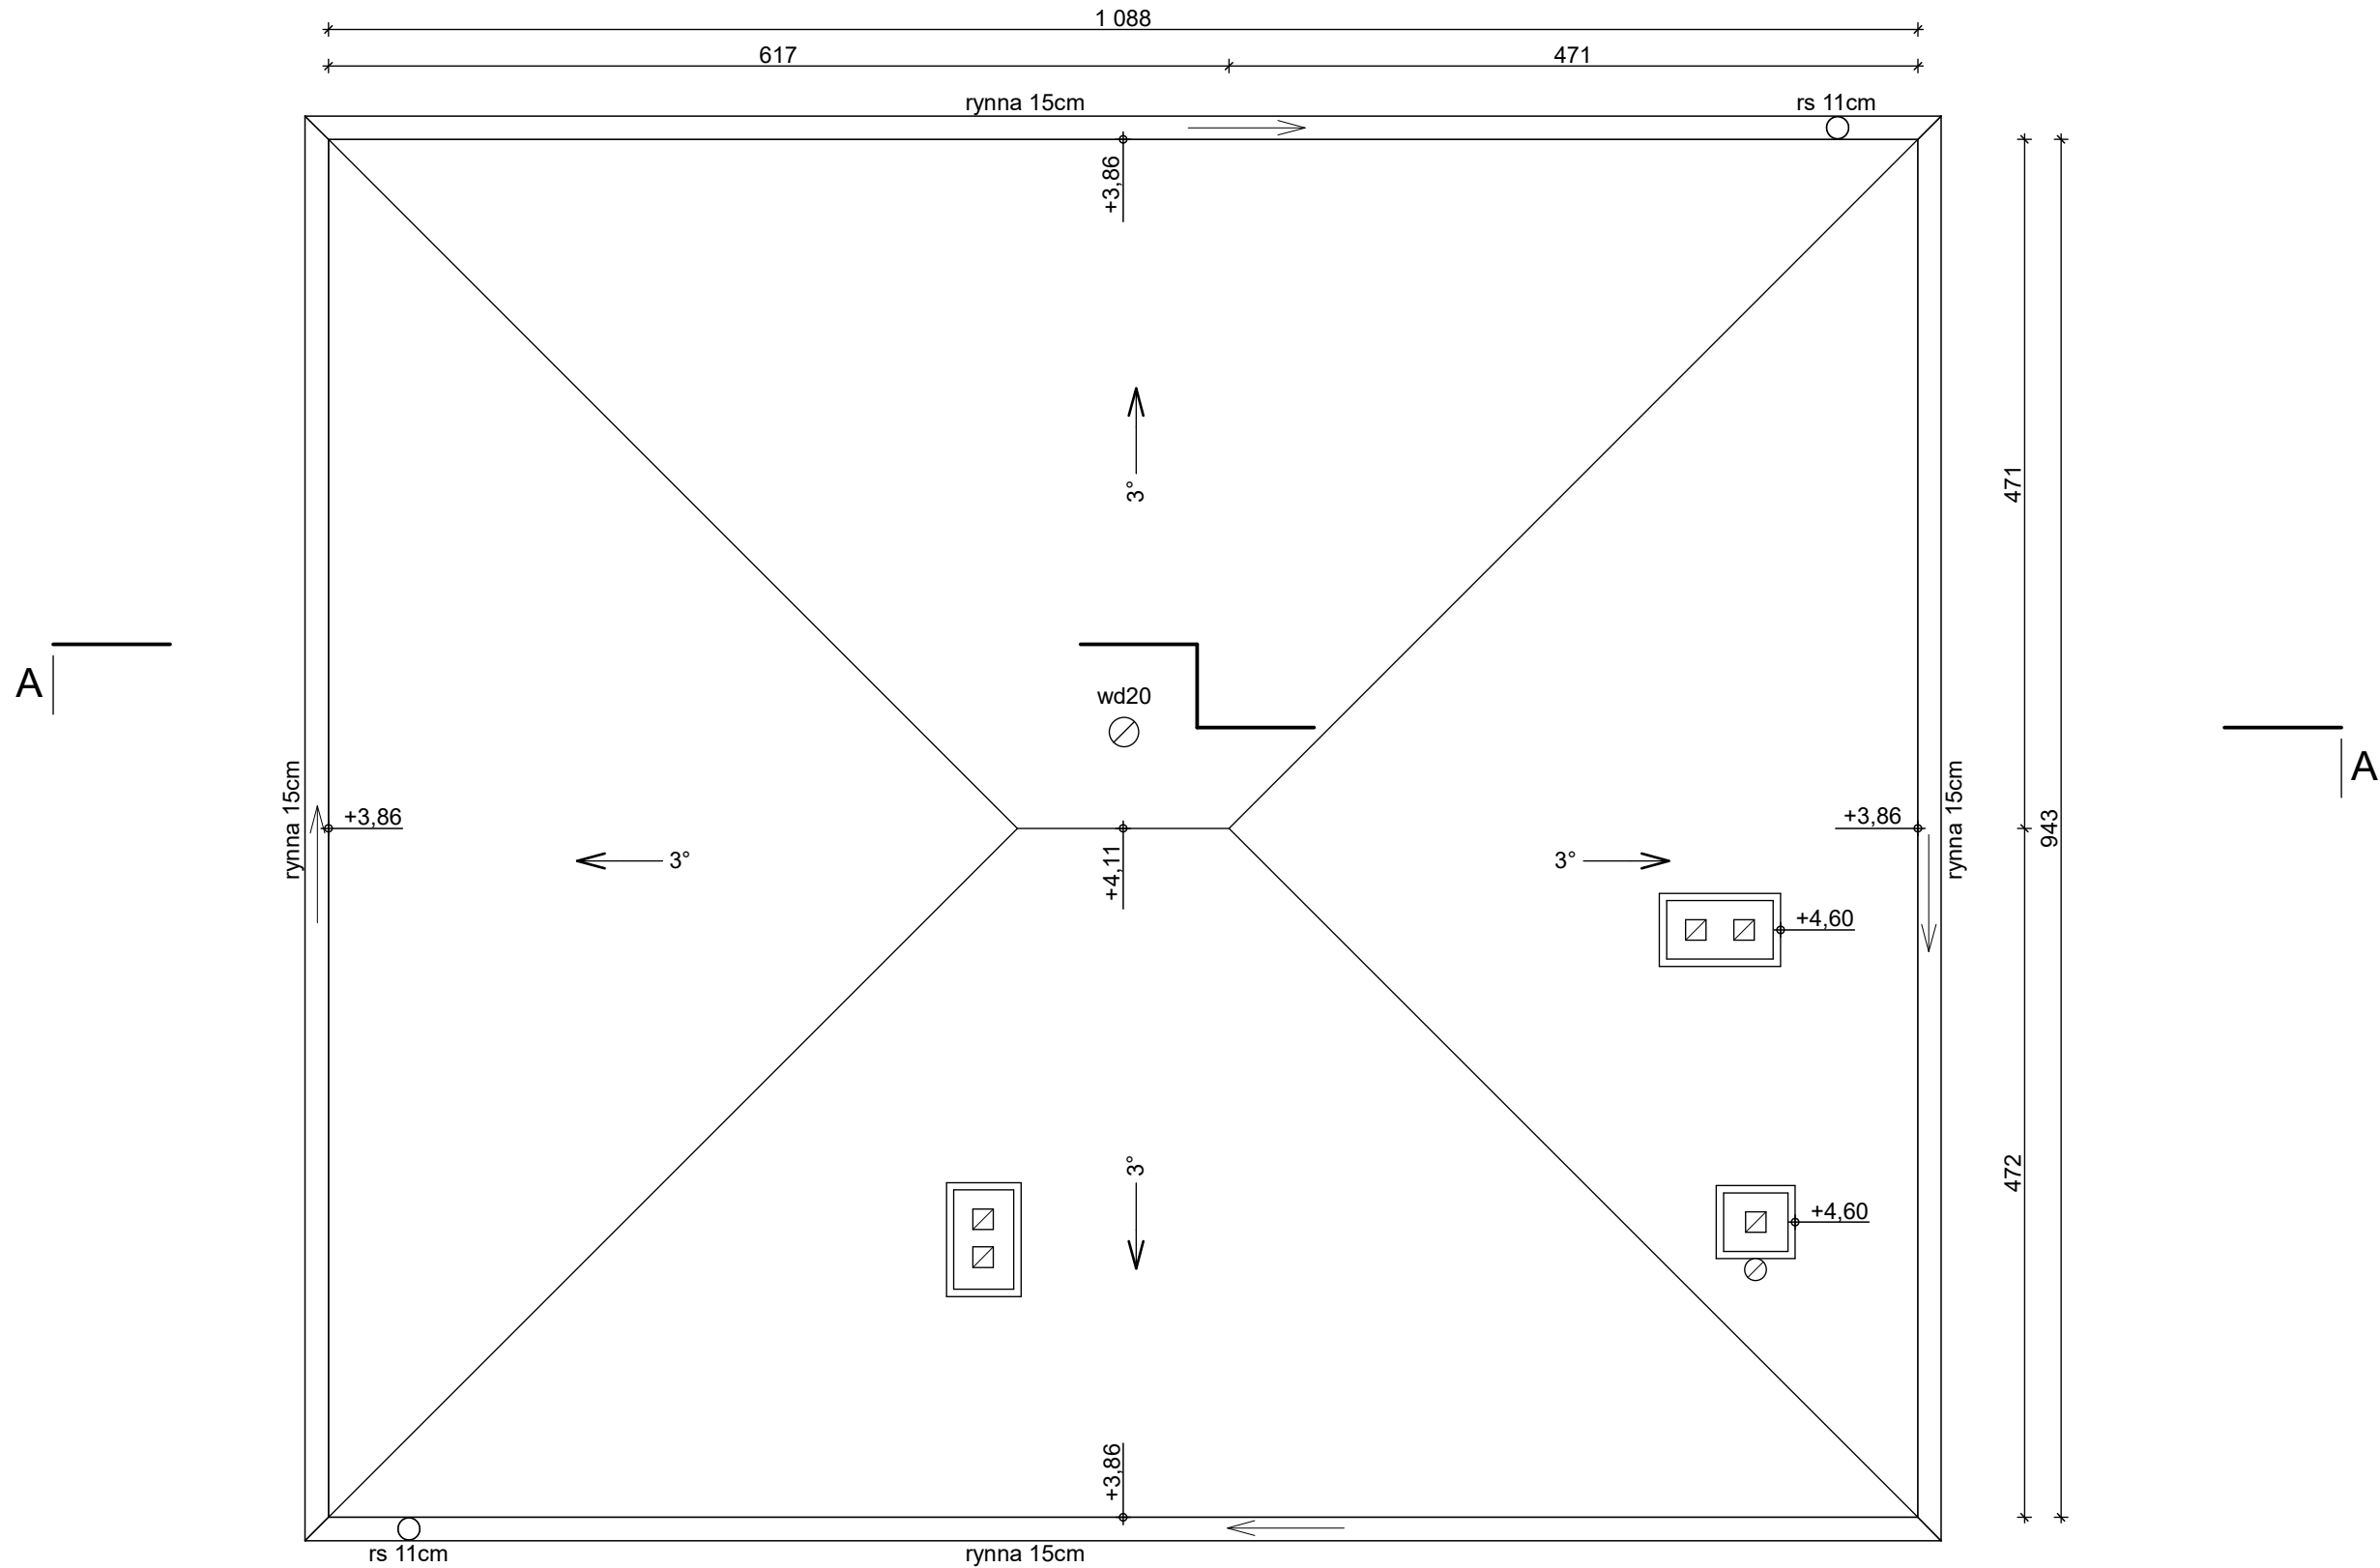 1 088
617
471
rynna 15cm
rs 11cm
+3,86
471
3°
A
wd20
A
rynna 15cm
+3,86
+3,86
rynna 15cm
943
3°
+4,11
3°
+4,60
472
3°
+4,60
+3,86
rs 11cm
rynna 15cm